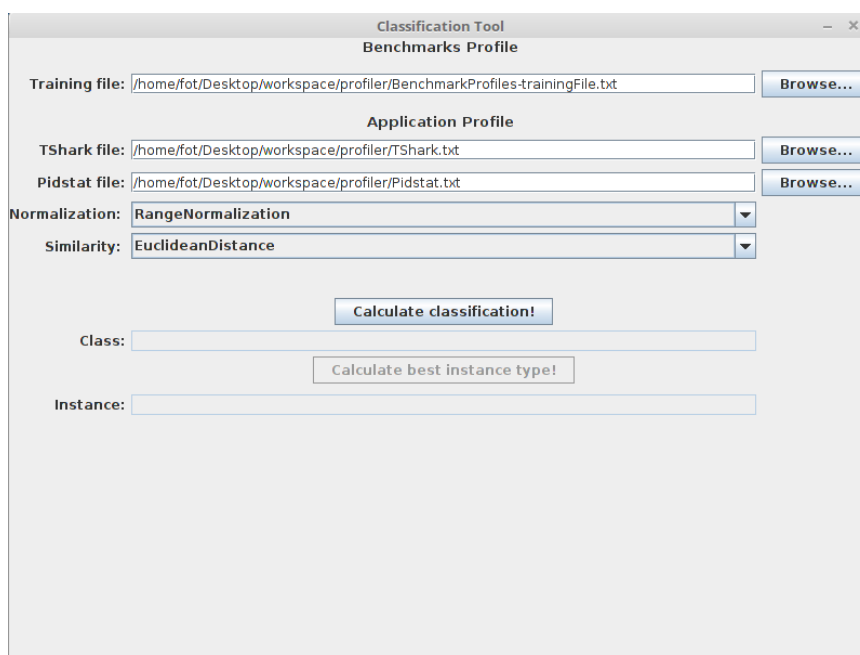 Classification Tool
Benchmarks Profile
Training file: /home/fot/Desktop/workspace/profiler/BenchmarkProfiles-trainingFile.txt Browse...
Application Profile
TShark file: /home/fot/Desktop/workspace/profiler/TShark.txt Browse...
Pidstat file: /home/fot/Desktop/workspace/profiler/Pidstat.txt Browse...
Normalization: RangeNormalization
Similarity: EuclideanDistance
Calculate classification!
Class:
Calculate best instance type!
Instance: